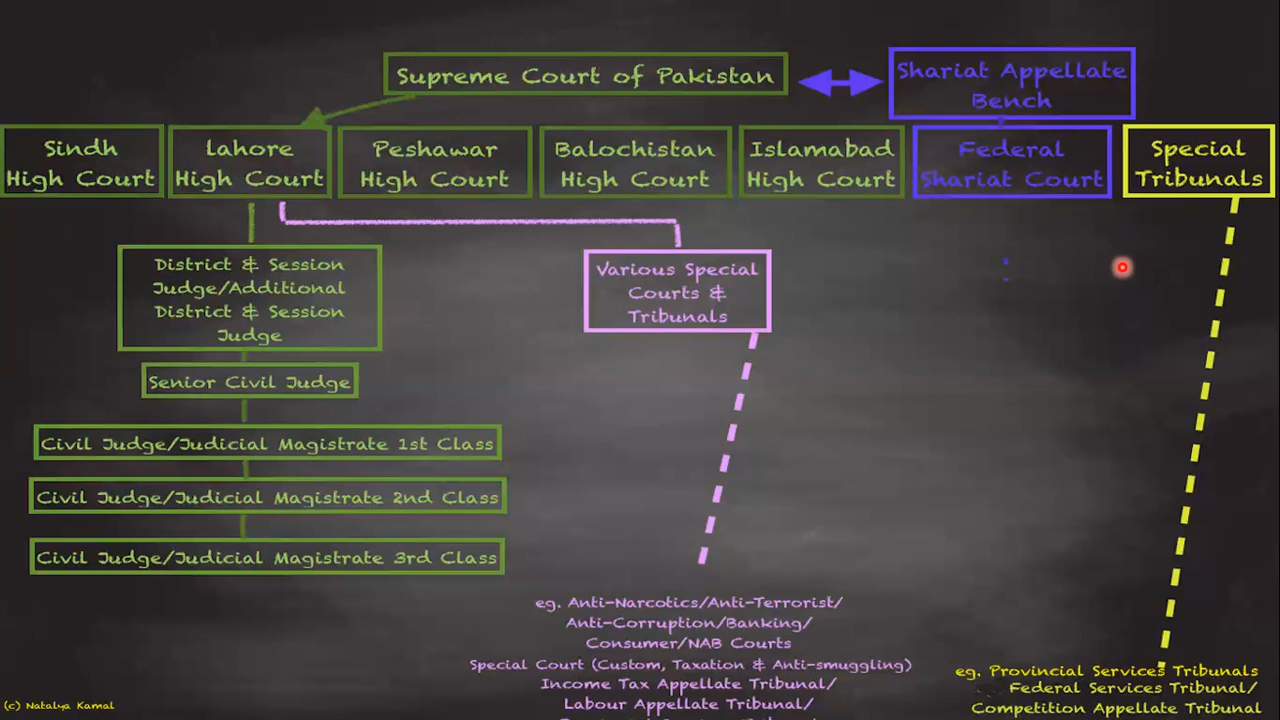 Supreme Court of Pakistan
Shariat Appellate
Bench
Sindh
High Court
Lahore
High Court
Peshawar
High Court
Balochistan
High Court
Islamabad
High Court
Federal
Shariat Court
Special
Tribunals
District & Session
Judge/Additional
District & Session
Judge
Various Special
Courts &
Tribunals
Senior Civil Judge
Civil Judge/Judicial Magistrate 1st Class
Civil Judge/Judicial Magistrate 2nd Class
Civil Judge/Judicial Magistrate 3rd Class
eg. Anti-Narcotics/Anti-Terrorist/
Anti-Corruption/Banking/
Consumer/NAB Courts
Special Court (Custom, Taxation & Anti-smuggling)
Income Tax Appellate Tribunal/
Labour Appellate Tribunal/
eg. Provincial Services Tribunals
Federal Services Tribunal/
Competition Appellate Tribunal
(c) Natalya Kamal